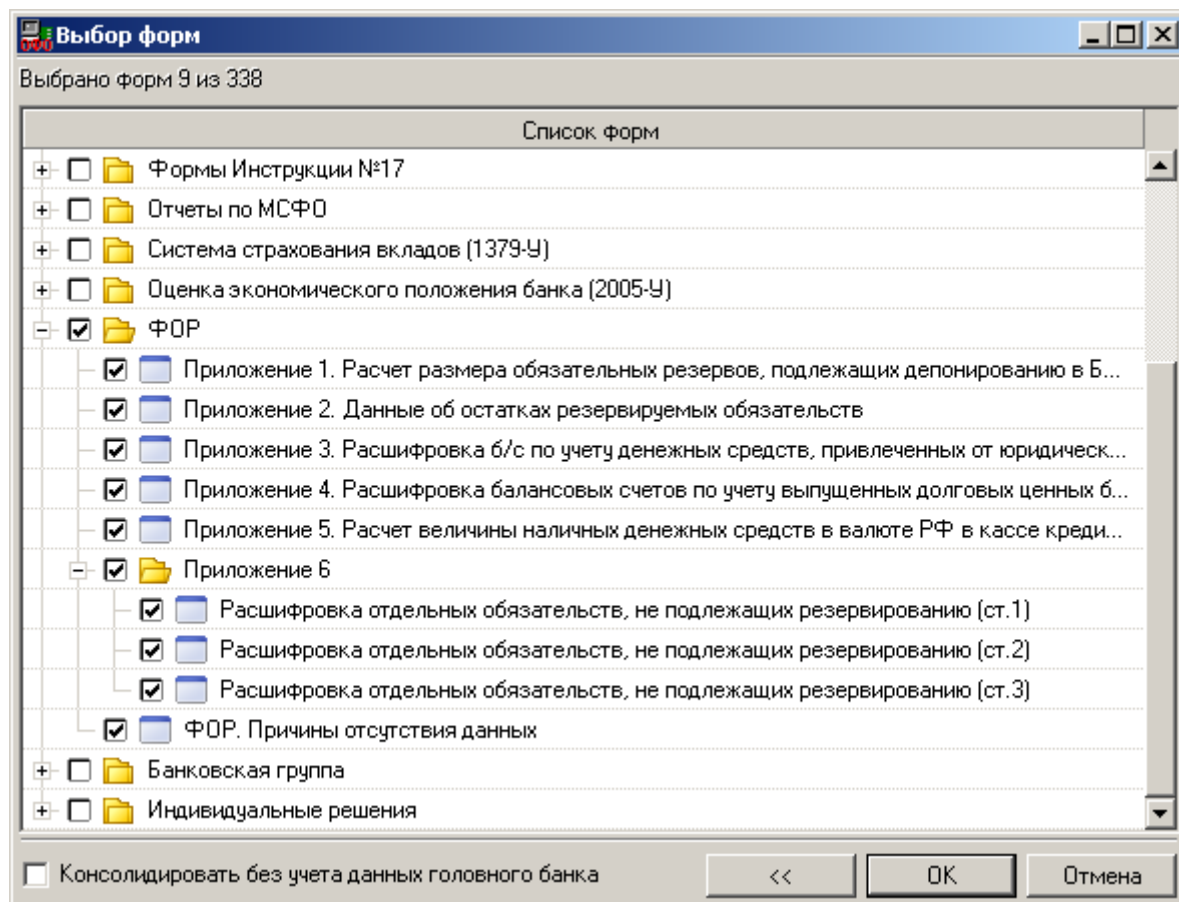 Выбор форм
Выбрано форм 9 из 338
Список форм
Формы Инструкции №17
Отчеты по МСФО
Система страхования вкладов (1379-У)
Оценка экономического положения банка (2005-У)
ФОР
Приложение 1. Расчет размера обязательных резервов, подлежащих депонированию в Б...
Приложение 2. Данные об остатках резервируемых обязательств
Приложение 3. Расшифровка б/с по учету денежных средств, привлеченных от юридическ...
Приложение 4. Расшифровка балансовых счетов по учету выпущенных долговых ценных б...
Приложение 5. Расчет величины наличных денежных средств в валюте РФ в кассе креди...
Приложение 6
Расшифровка отдельных обязательств, не подлежащих резервированию (ст.1)
Расшифровка отдельных обязательств, не подлежащих резервированию (ст.2)
Расшифровка отдельных обязательств, не подлежащих резервированию (ст.3)
ФОР. Причины отсутствия данных
Банковская группа
Индивидуальные решения
Консолидировать без учета данных головного банка << OK Отмена